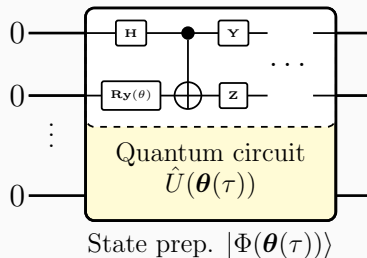 0 H Y
...
0 Ry(θ) Z
⋮
Quantum circuit
0 Û(θ(τ))
State prep. |Φ(θ(τ))⟩